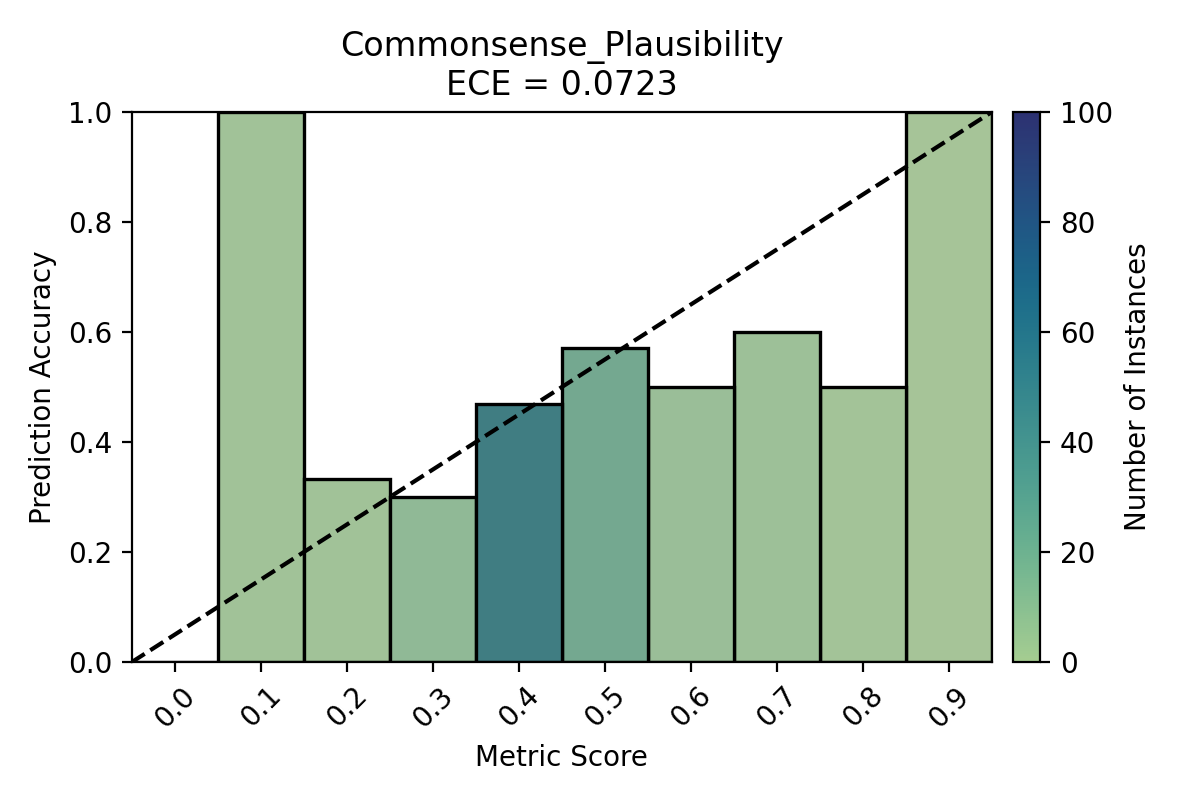 Commonsense_Plausibility
ECE = 0.0723
1.0
0.8
0.6
0.4
0.2
0.0
Prediction Accuracy
0.0 0.1 0.2 0.3 0.4 0.5 0.6 0.7 0.8 0.9
Metric Score
100
80
60
40
20
0
Number of Instances